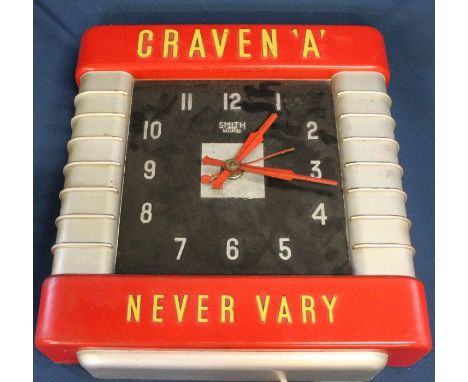 CRAVEN 'A'
11 12 1
10 2
SMITH
9 3
8 4
7 6 5
NEVER VARY